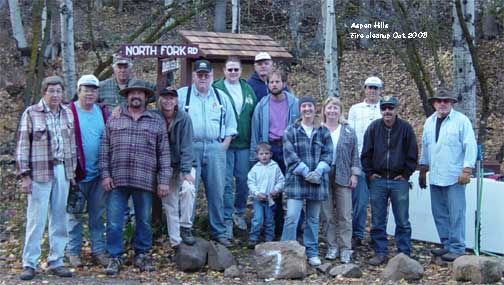 Aspen Hills
Fire cleanup Oct 2003
NORTH FORK RD